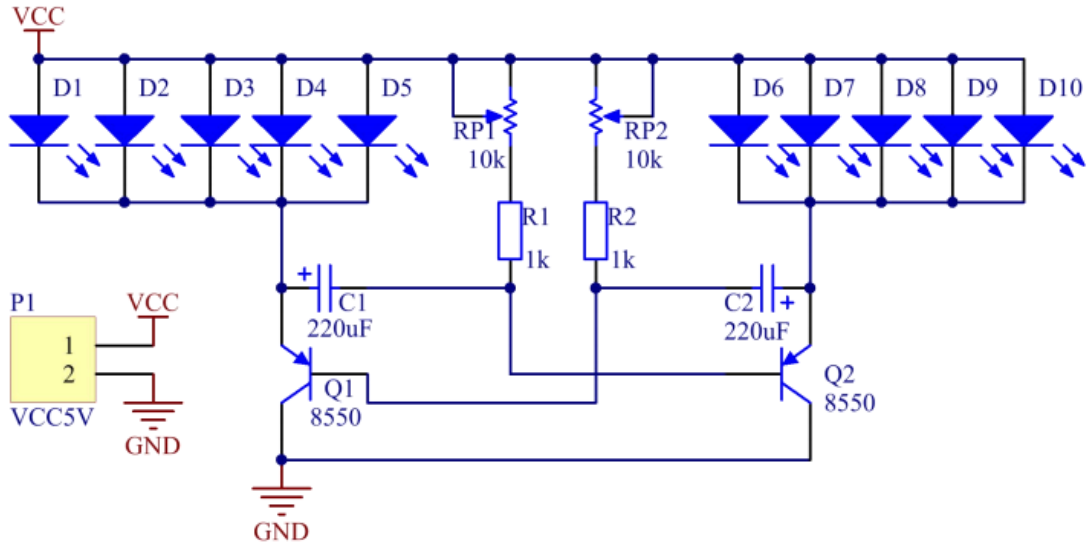 VCC
D1 D2 D3 D4 D5 D6 D7 D8 D9 D10
RP1 RP2
10k 10k
R1 R2
1k 1k
P1 VCC + C1 C2 +
220uF 220uF
1
2 Q1 Q2
8550 8550
VCC5V
GND
GND